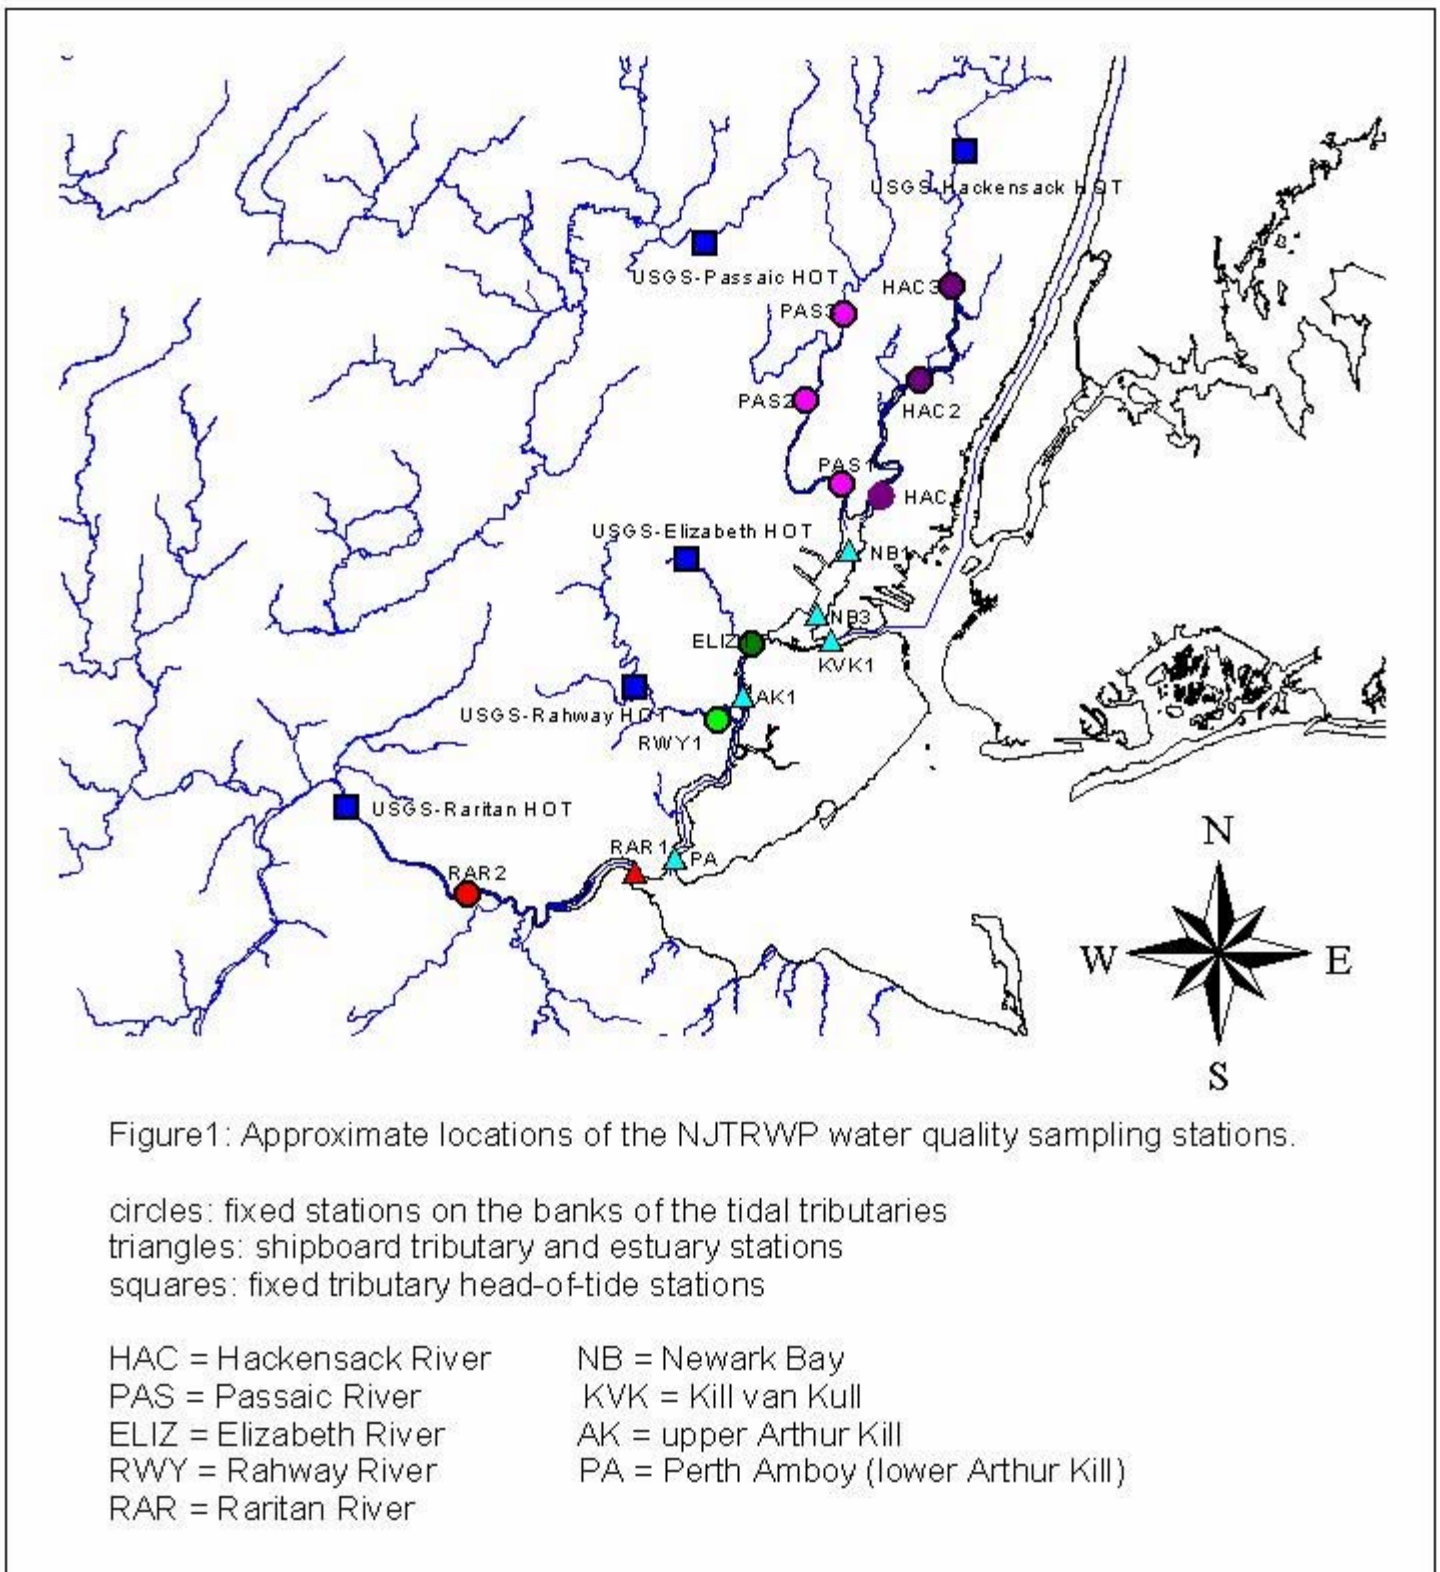 USGS-Hackensack HOT
USGS-Passaic HOT
HAC3
PAS3
PAS2
HAC2
PAS1
HAC
USGS-Elizabeth HOT
NB1
NB3
ELIZ
KVK1
AK1
USGS-Rahway HOT
RWY1
USGS-Raritan HOT
RAR1
PA
RAR2
N
W
E
S
Figure1: Approximate locations of the NJTRWP water quality sampling stations.
circles: fixed stations on the banks of the tidal tributaries
triangles: shipboard tributary and estuary stations
squares: fixed tributary head-of-tide stations
HAC = Hackensack River
NB = Newark Bay
PAS = Passaic River
KVK = Kill van Kull
ELIZ = Elizabeth River
AK = upper Arthur Kill
RWY = Rahway River
PA = Perth Amboy (lower Arthur Kill)
RAR = Raritan River